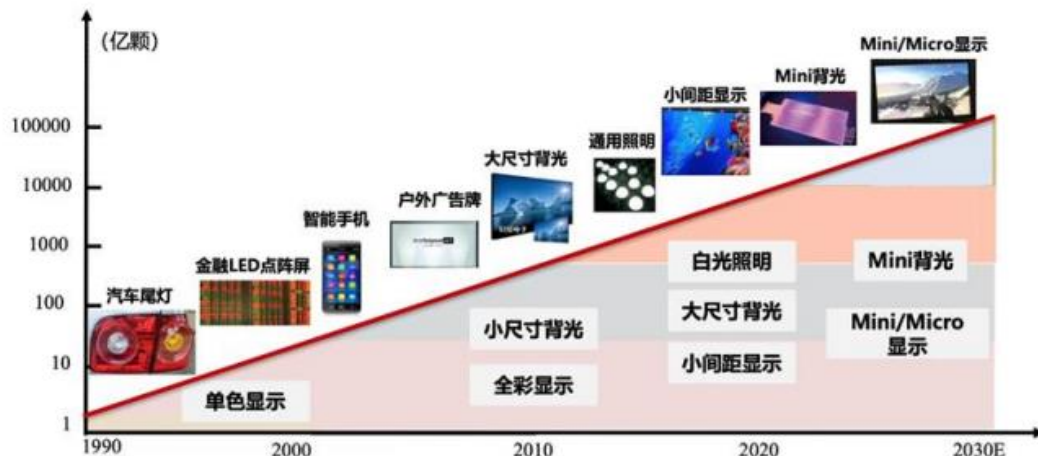 (亿颗)
100000
10000
1000
100
10
1
Mini/Micro显示
Mini背光
小间距显示
通用照明
大尺寸背光
户外广告牌
智能手机
金融LED点阵屏
汽车尾灯
白光照明
Mini背光
大尺寸背光
小尺寸背光
Mini/Micro
显示
小间距显示
全彩显示
单色显示
1990
2000
2010
2020
2030E